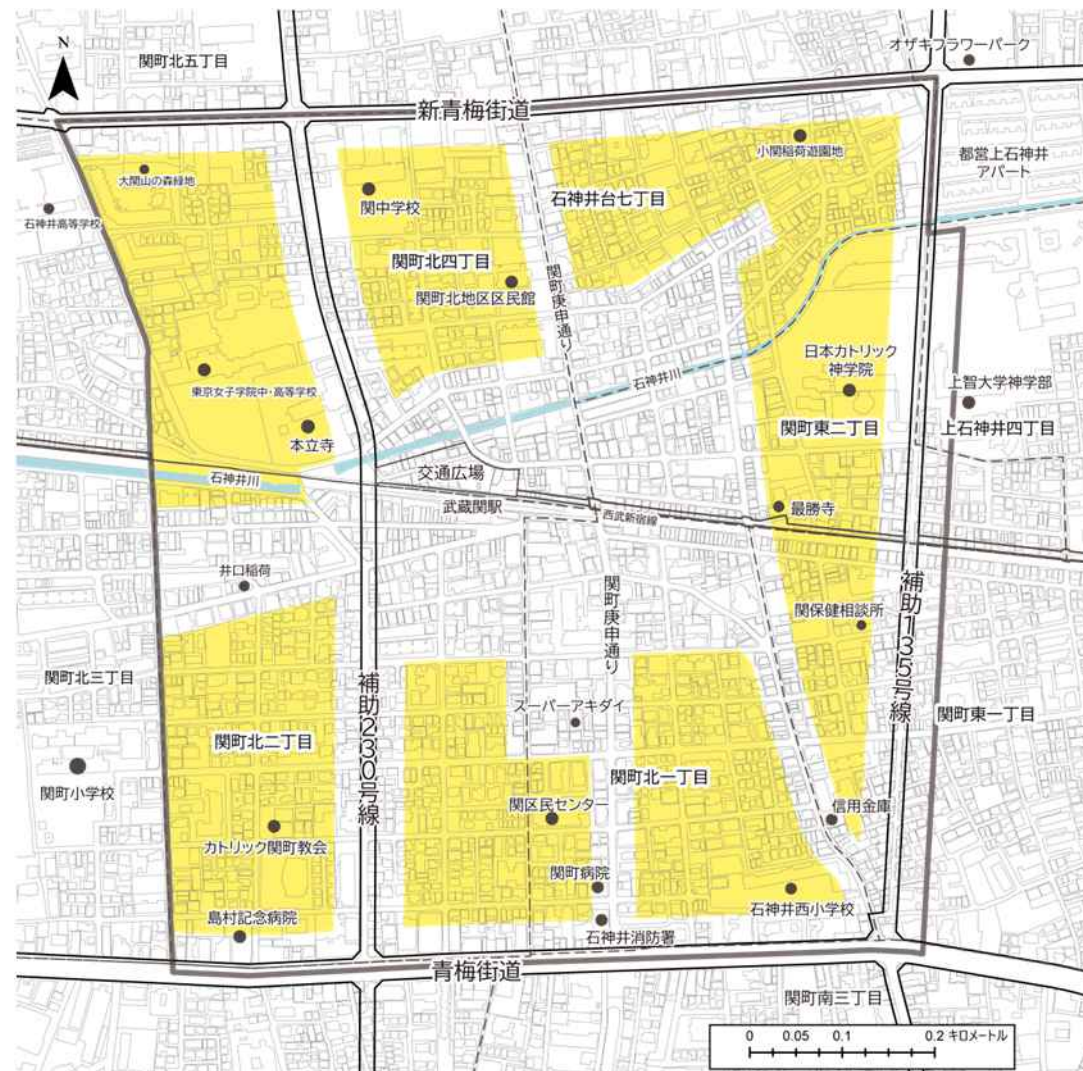 オザキフラワーパーク
N
関町北五丁目
新青梅街道
小関稲荷遊園地
都営上石神井
アパート
大関山の森緑地
関中学校
石神井台七丁目
石神井高等学校
関町北四丁目
関町庚申通り
関町北地区区民館
日本カトリック
神学院
石神井川
上智大学神学部
東京女子学院中・高等学校
関町東二丁目
上石神井四丁目
本立寺
交通広場
石神井川
武蔵関駅
最勝寺
西武新宿線
井口稲荷
関町庚申通り
補助135号線
関保健相談所
関町北三丁目
補助230号線
スーパーアキダイ
関町東一丁目
関町北二丁目
関町北一丁目
関町小学校
関区民センター
信用金庫
カトリック関町教会
関町病院
石神井西小学校
島村記念病院
石神井消防署
青梅街道
関町南三丁目
0 0.05 0.1 0.2 キロメートル